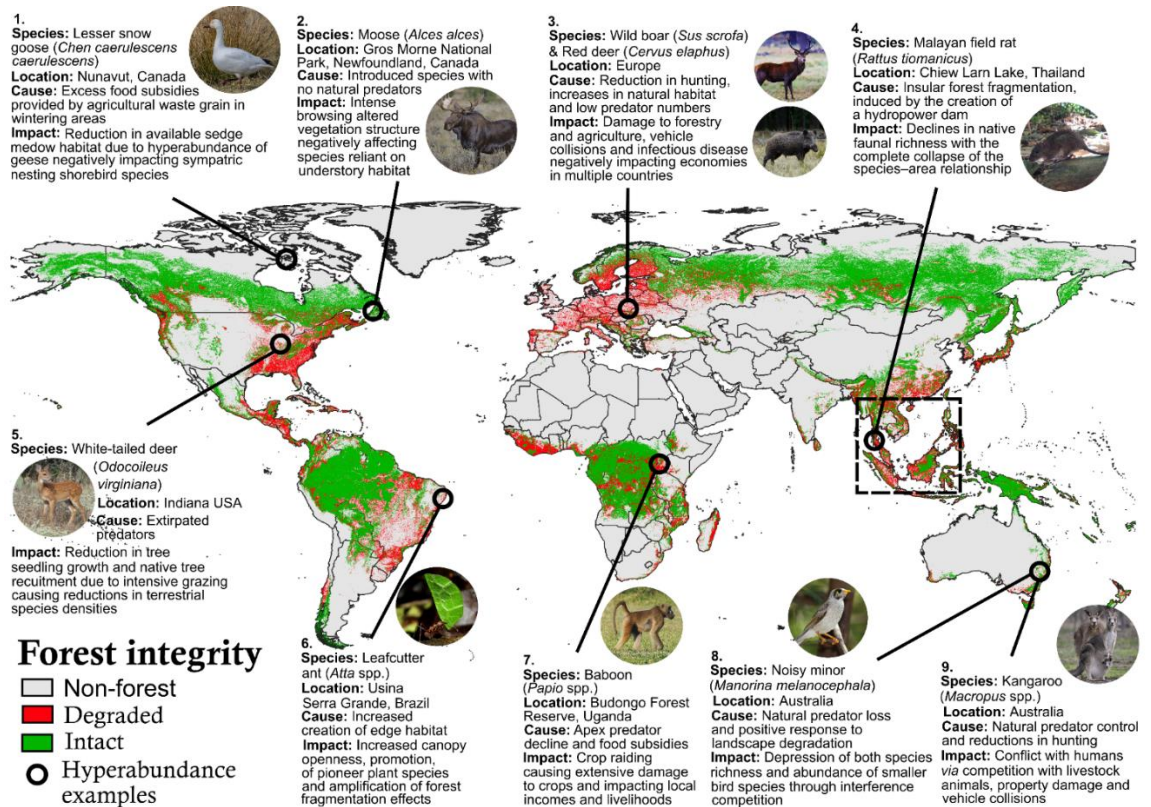 1.
Species: Lesser snow
goose (Chen caerulescens
caerulescens)
Location: Nunavut, Canada
Cause: Excess food subsidies
provided by agricultural waste grain in
wintering areas
Impact: Reduction in available sedge
medow habitat due to hyperabundance of
geese negatively impacting sympatric
nesting shorebird species
2.
Species: Moose (Alces alces)
Location: Gros Morne National
Park, Newfoundland, Canada
Cause: Introduced species with
no natural predators
Impact: Intense
browsing altered
vegetation structure
negatively affecting
species reliant on
understory habitat
3.
Species: Wild boar (Sus scrofa)
& Red deer (Cervus elaphus)
Location: Europe
Cause: Reduction in hunting,
increases in natural habitat
and low predator numbers
Impact: Damage to forestry
and agriculture, vehicle
collisions and infectious disease
negatively impacting economies
in multiple countries
4.
Species: Malayan field rat
(Rattus tiomanicus)
Location: Chiew Larn Lake, Thailand
Cause: Insular forest fragmentation,
induced by the creation of
a hydropower dam
Impact: Declines in native
faunal richness with the
complete collapse of the
species–area relationship
5.
Species: White-tailed deer
(Odocoileus
virginiana)
Location: Indiana USA
Cause: Extirpated
predators
Impact: Reduction in tree
seedling growth and native tree
recuitment due to intensive grazing
causing reductions in terrestrial
species densities
Forest integrity
Non-forest
Degraded
Intact
Hyperabundance
examples
6.
Species: Leafcutter
ant (Atta spp.)
Location: Usina
Serra Grande, Brazil
Cause: Increased
creation of edge habitat
Impact: Increased canopy
openness, promotion,
of pioneer plant species
and amplification of forest
fragmentation effects
7.
Species: Baboon
(Papio spp.)
Location: Budongo Forest
Reserve, Uganda
Cause: Apex predator
decline and food subsidies
Impact: Crop raiding
causing extensive damage
to crops and impacting local
incomes and livelihoods
8.
Species: Noisy minor
(Manorina melanocephala)
Location: Australia
Cause: Natural predator loss
and positive response to
landscape degradation
Impact: Depression of both species
richness and abundance of smaller
bird species through interference
competition
9.
Species: Kangaroo
(Macropus spp.)
Location: Australia
Cause: Natural predator control
and reductions in hunting
Impact: Conflict with humans
via competition with livestock
animals, property damage and
vehicle collisions